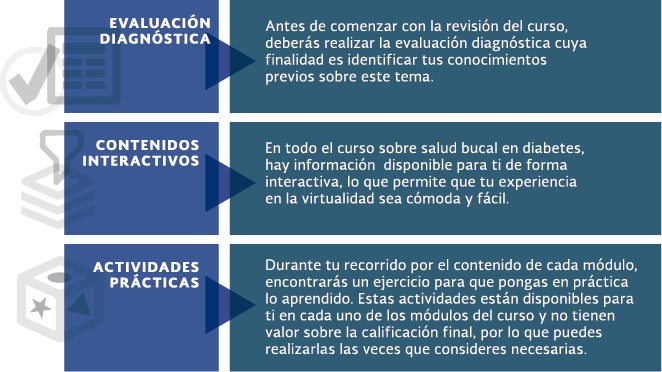 EVALUACIÓN
DIAGNÓSTICA
Antes de comenzar con la revisión del curso,
deberás realizar la evaluación diagnóstica cuya
finalidad es identificar tus conocimientos
previos sobre este tema.
CONTENIDOS
INTERACTIVOS
En todo el curso sobre salud bucal en diabetes,
hay información disponible para ti de forma
interactiva, lo que permite que tu experiencia
en la virtualidad sea cómoda y fácil.
ACTIVIDADES
PRÁCTICAS
Durante tu recorrido por el contenido de cada módulo,
encontrarás un ejercicio para que pongas en práctica
lo aprendido. Estas actividades están disponibles para
ti en cada uno de los módulos del curso y no tienen
valor sobre la calificación final, por lo que puedes
realizarlas las veces que consideres necesarias.